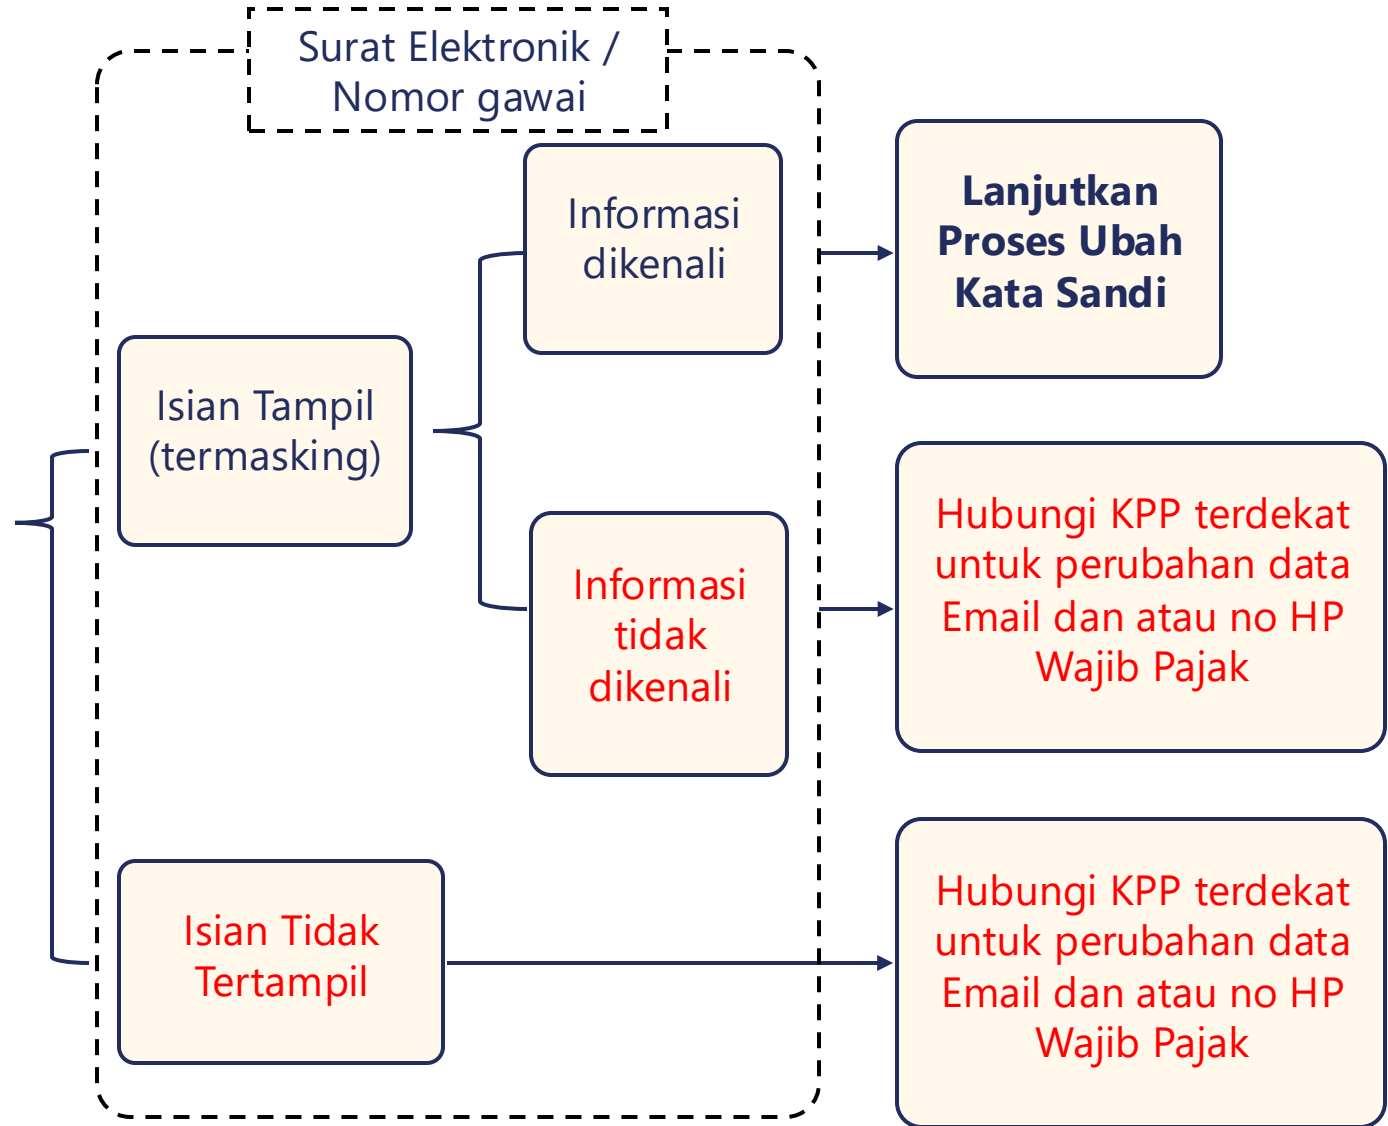 Surat Elektronik /
Nomor gawai
Informasi
dikenali
Lanjutkan
Proses Ubah
Kata Sandi
Isian Tampil
(termasking)
Informasi
tidak
dikenali
Hubungi KPP terdekat
untuk perubahan data
Email dan atau no HP
Wajib Pajak
Isian Tidak
Tertampil
Hubungi KPP terdekat
untuk perubahan data
Email dan atau no HP
Wajib Pajak